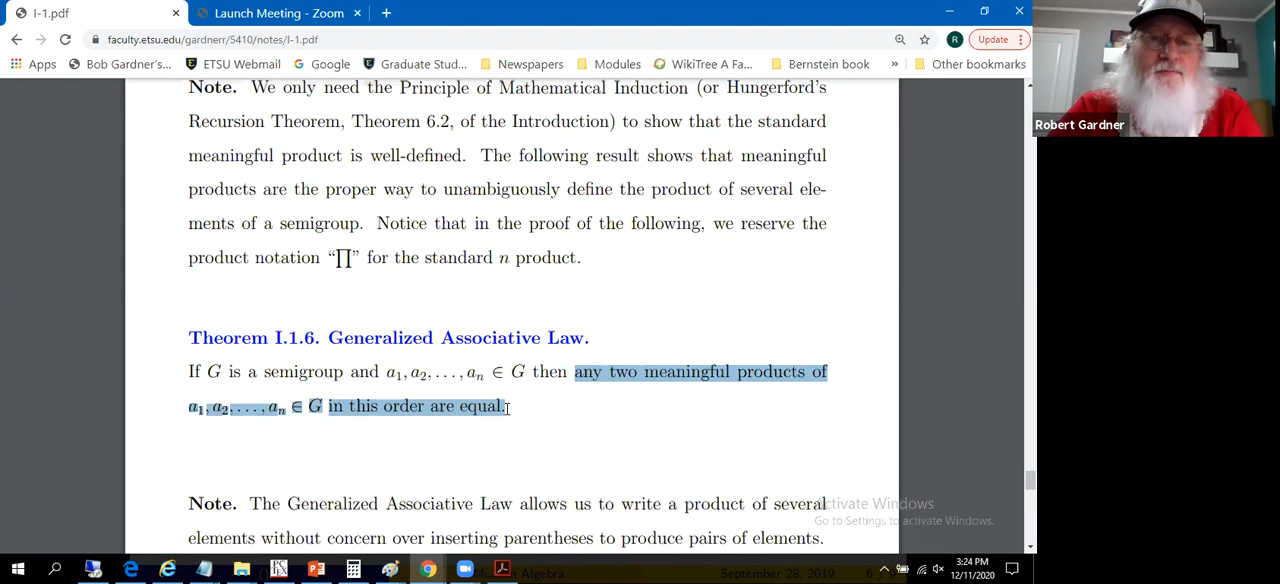 I-1.pdf
Launch Meeting - Zoom
faculty.etsu.edu/gardnerr/5410/notes/I-1.pdf
R
Update
Apps
Bob Gardner's...
ETSU Webmail
Google
Graduate Stud...
Newspapers
Modules
WikiTree A Fa...
Bernstein book
»
Other bookmarks
Robert Gardner
Note. We only need the Principle of Mathematical Induction (or Hungerford's
Recursion Theorem, Theorem 6.2, of the Introduction) to show that the standard
meaningful product is well-defined. The following result shows that meaningful
products are the proper way to unambiguously define the product of several ele-
ments of a semigroup. Notice that in the proof of the following, we reserve the
product notation “∏” for the standard n product.
Theorem I.1.6. Generalized Associative Law.
If G is a semigroup and a₁, a₂, . . . , aₙ ∈ G then any two meaningful products of
a₁, a₂, . . . , aₙ ∈ G in this order are equal.
Note. The Generalized Associative Law allows us to write a product of several
elements without concern over inserting parentheses to produce pairs of elements.
Activate Windows
Go to Settings to activate Windows.
Algebra
September 28, 2019
3:24 PM
12/11/2020